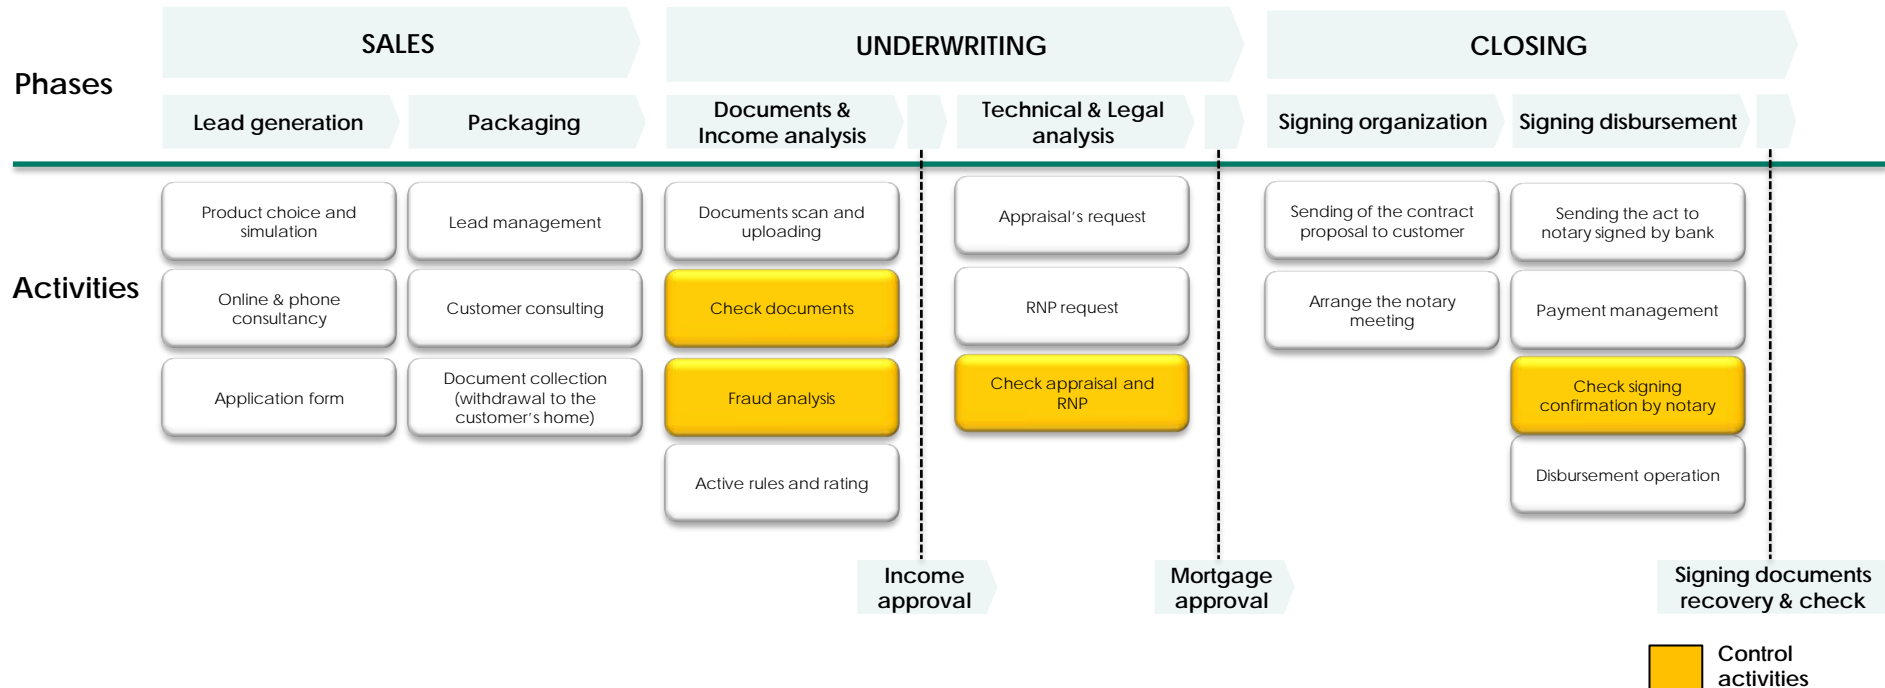 SALES
UNDERWRITING
CLOSING
Phases
Lead generation
Packaging
Documents &
Income analysis
Technical & Legal
analysis
Signing organization
Signing disbursement
Activities
Product choice and
simulation
Online & phone
consultancy
Application form
Lead management
Customer consulting
Document collection
(withdrawal to the
customer's home)
Documents scan and
uploading
Check documents
Fraud analysis
Active rules and rating
Appraisal's request
RNP request
Check appraisal and
RNP
Sending of the contract
proposal to customer
Arrange the notary
meeting
Sending the act to
notary signed by bank
Payment management
Check signing
confirmation by notary
Disbursement operation
Income
approval
Mortgage
approval
Signing documents
recovery & check
Control
activities